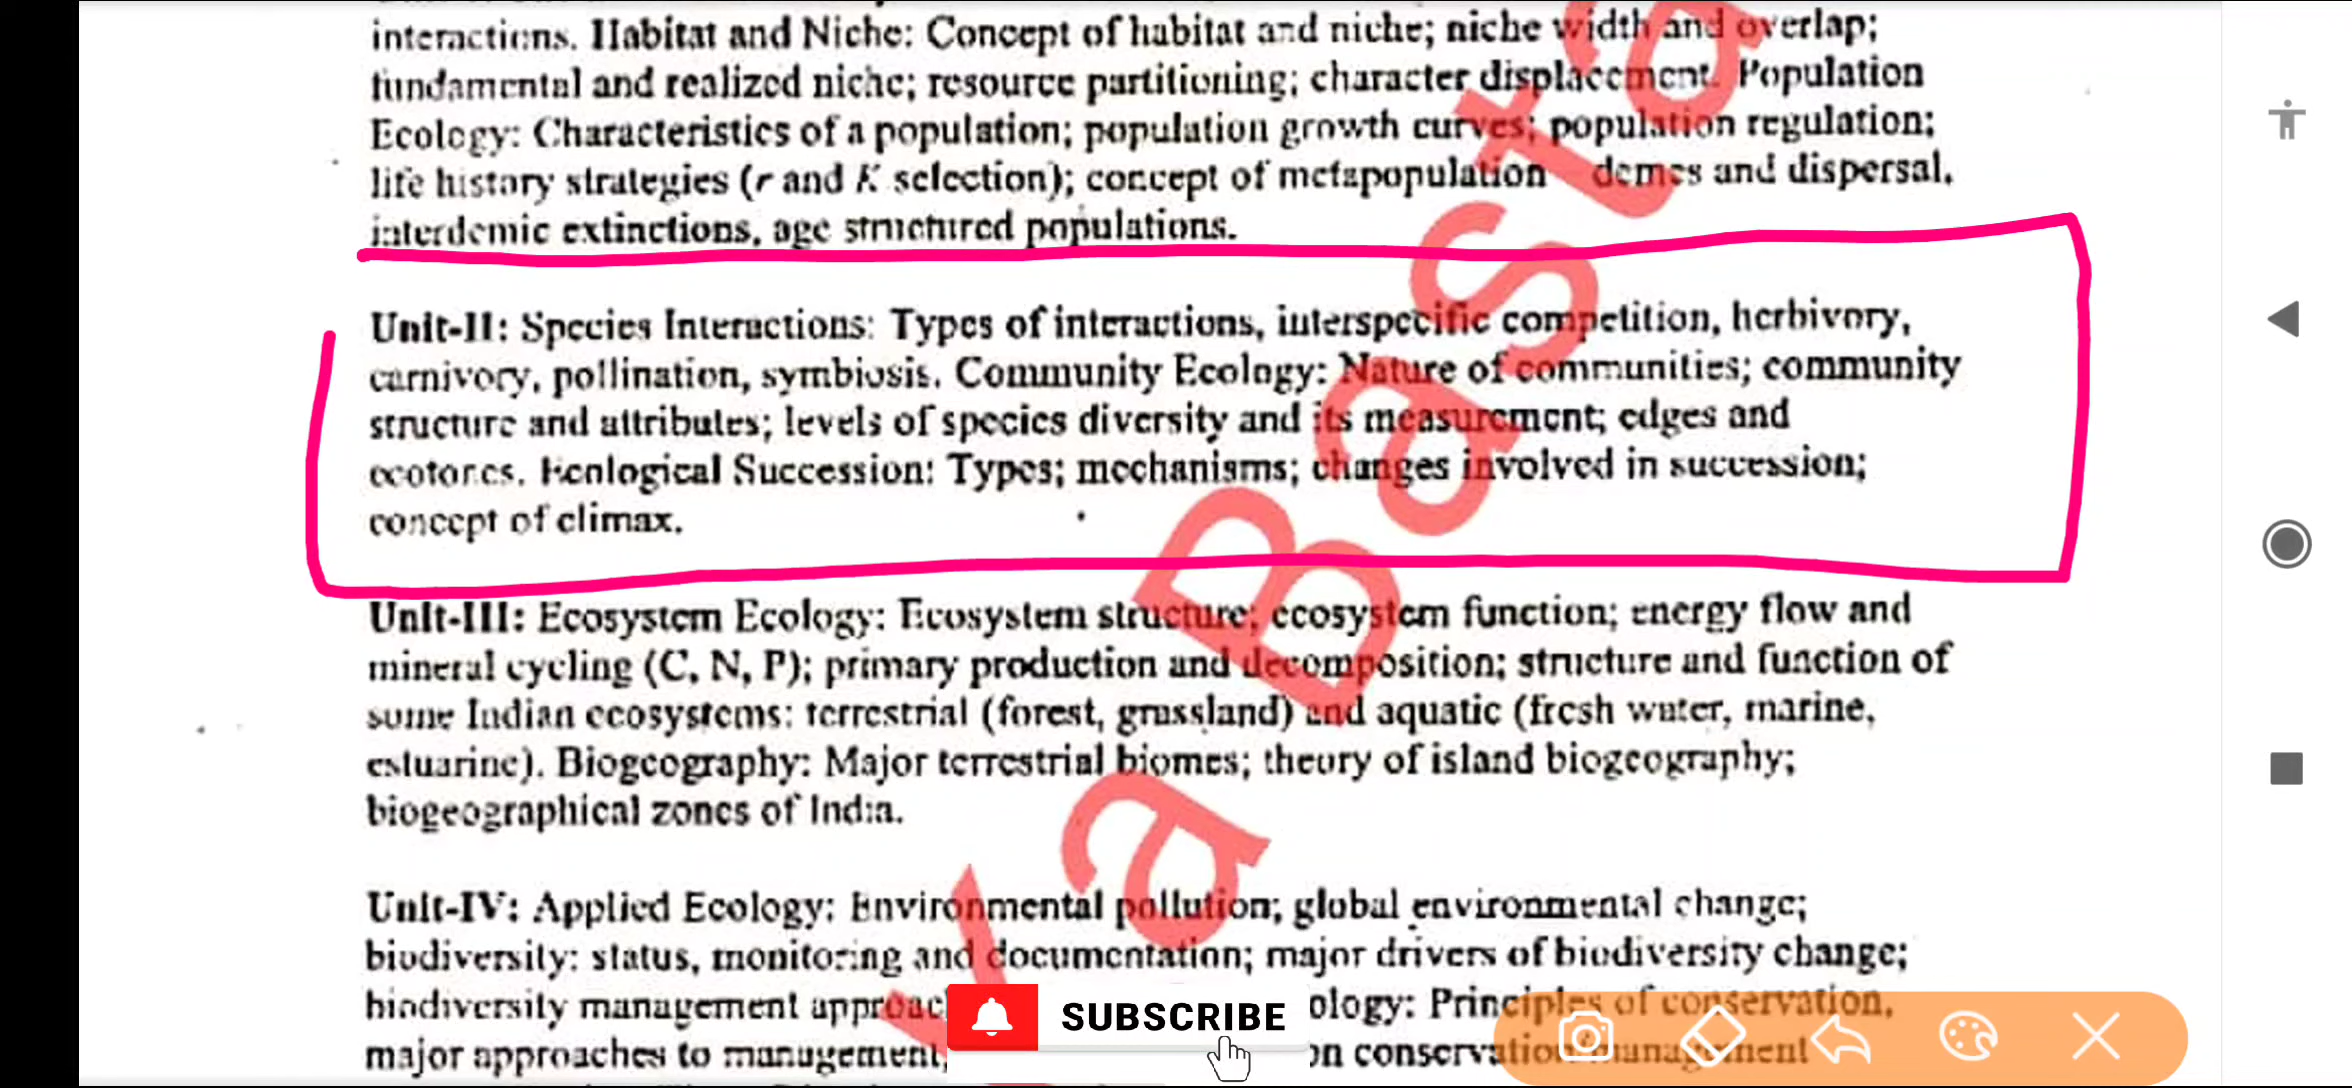 interactions. Habitat and Niche: Concept of habitat and niche; niche width and overlap;
fundamental and realized niche; resource partitioning; character displacement. Population
Ecology: Characteristics of a population; population growth curves; population regulation;
life history strategies (r and K selection); concept of metapopulation demes and dispersal,
interdemic extinctions, age structured populations.
Unit-II: Species Interactions: Types of interactions, interspecific competition, herbivory,
carnivory, pollination, symbiosis. Community Ecology: Nature of communities; community
structure and attributes; levels of species diversity and its measurement; edges and
ecotones. Ecological Succession: Types; mechanisms; changes involved in succession;
concept of climax.
Unit-III: Ecosystem Ecology: Ecosystem structure; ecosystem function; energy flow and
mineral cycling (C, N, P); primary production and decomposition; structure and function of
some Indian ecosystems: terrestrial (forest, grassland) and aquatic (fresh water, marine,
estuarine). Biogeography: Major terrestrial biomes; theory of island biogeography;
biogeographical zones of India.
Unit-IV: Applied Ecology: Environmental pollution; global environmental change;
biodiversity: status, monitoring and documentation; major drivers of biodiversity change;
biodiversity management approac ology: Principles of conservation,
major approaches to management, on conservation/management
SUBSCRIBE
Ya Basta